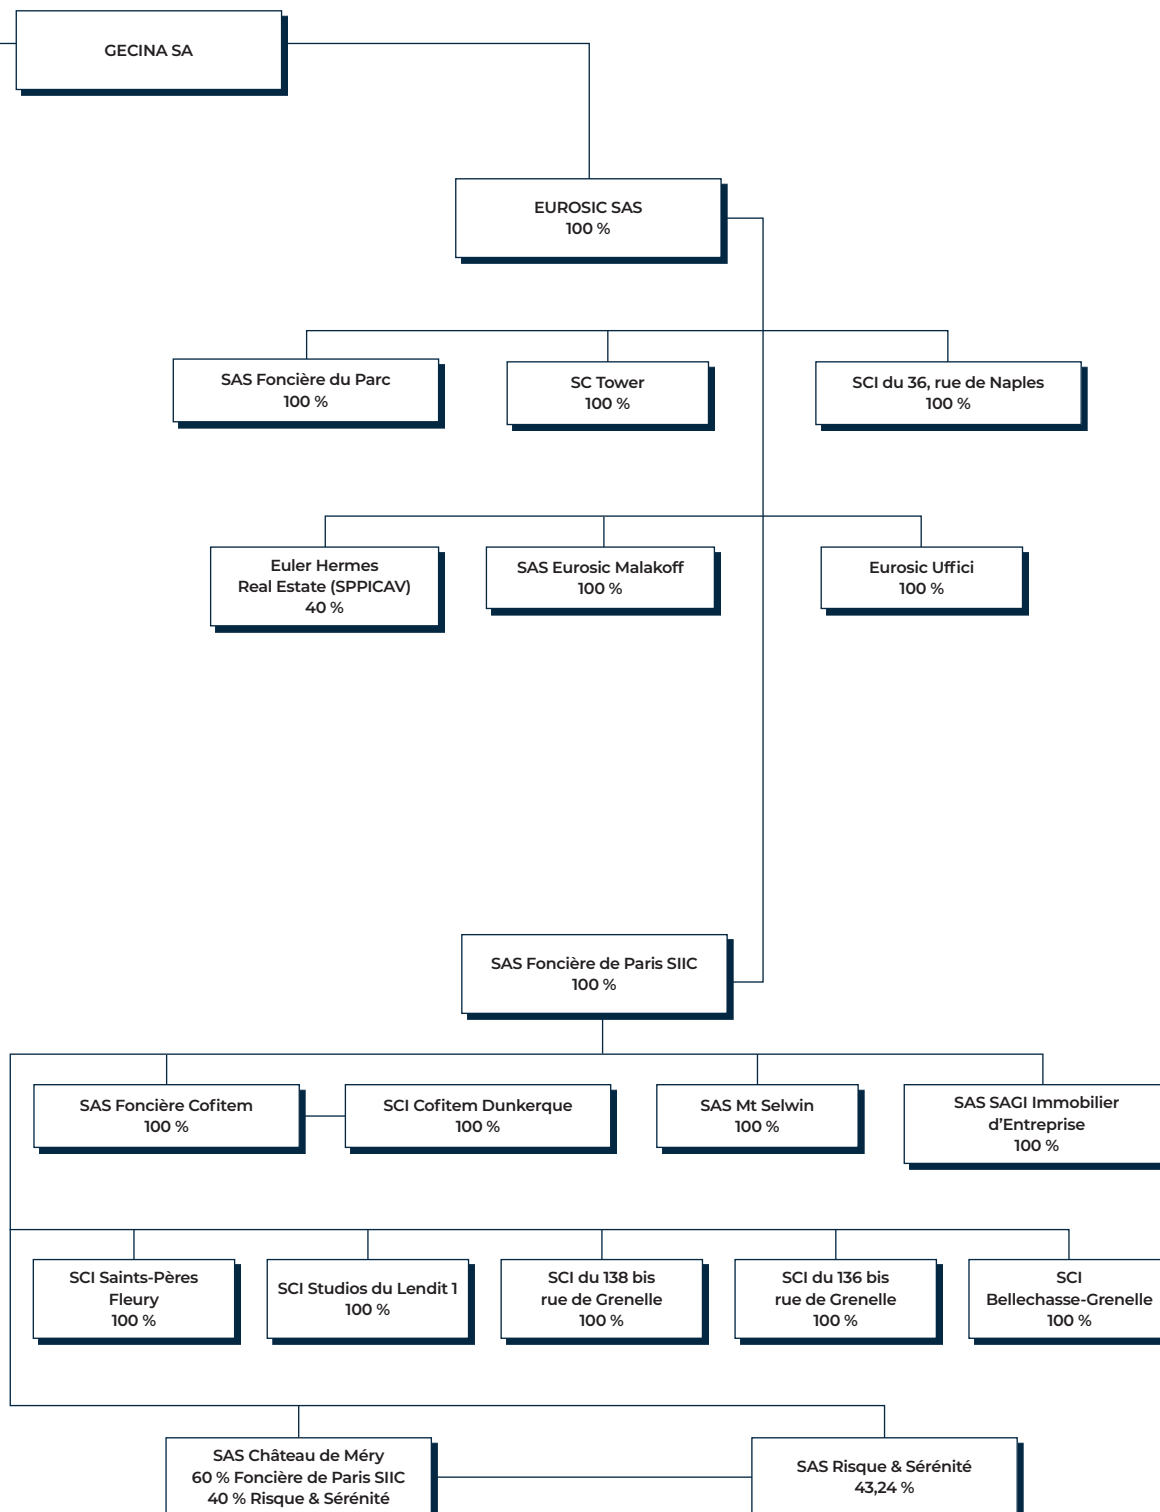 GECINA SA
EUROSIC SAS
100 %
SAS Foncière du Parc
100 %
SC Tower
100 %
SCI du 36, rue de Naples
100 %
Euler Hermes
Real Estate (SPPICAV)
40 %
SAS Eurosic Malakoff
100 %
Eurosic Uffici
100 %
SAS Foncière de Paris SIIC
100 %
SAS Foncière Cofitem
100 %
SCI Cofitem Dunkerque
100 %
SAS Mt Selwin
100 %
SAS SAGI Immobilier
d’Entreprise
100 %
SCI Saints-Pères
Fleury
100 %
SCI Studios du Lendit 1
100 %
SCI du 138 bis
rue de Grenelle
100 %
SCI du 136 bis
rue de Grenelle
100 %
SCI
Bellechasse-Grenelle
100 %
SAS Château de Méry
60 % Foncière de Paris SIIC
40 % Risque & Sérénité
SAS Risque & Sérénité
43,24 %